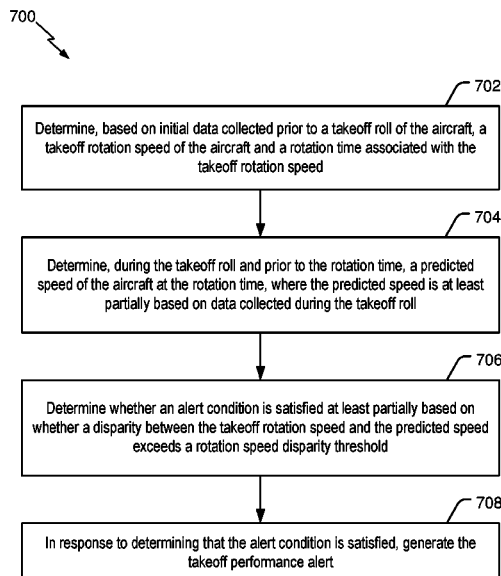 700
702
Determine, based on initial data collected prior to a takeoff roll of the aircraft, a
takeoff rotation speed of the aircraft and a rotation time associated with the
takeoff rotation speed
704
Determine, during the takeoff roll and prior to the rotation time, a predicted
speed of the aircraft at the rotation time, where the predicted speed is at least
partially based on data collected during the takeoff roll
706
Determine whether an alert condition is satisfied at least partially based on
whether a disparity between the takeoff rotation speed and the predicted speed
exceeds a rotation speed disparity threshold
708
In response to determining that the alert condition is satisfied, generate the
takeoff performance alert